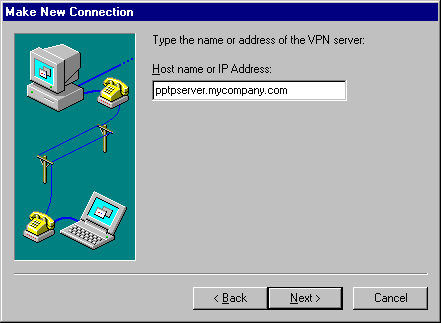 Make New Connection
Type the name or address of the VPN server:
Host name or IP Address:
pptpserver.mycompany.com
< Back
Next >
Cancel